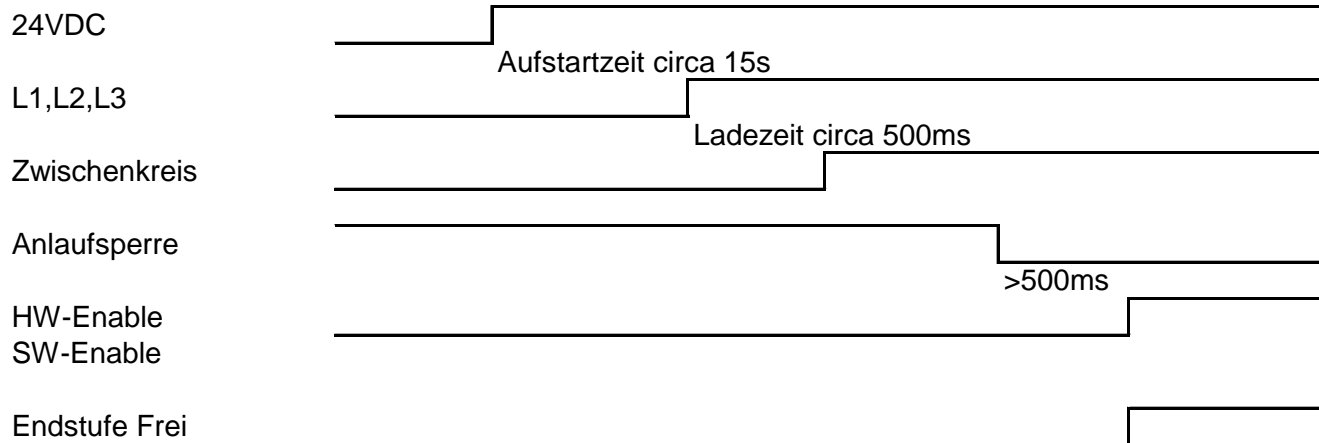 24VDC
Aufstartzeit circa 15s
L1,L2,L3
Ladezeit circa 500ms
Zwischenkreis
Anlaufsperre
>500ms
HW-Enable
SW-Enable
Endstufe Frei